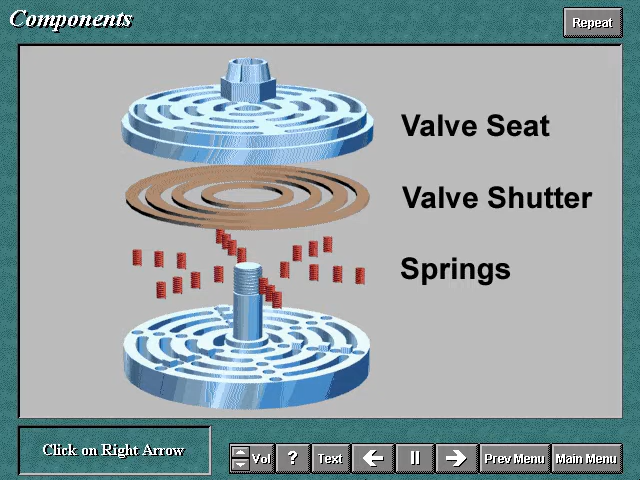 Components
Repeat
Valve Seat
Valve Shutter
Springs
Click on Right Arrow
Vol
?
Text
Prev Menu
Main Menu